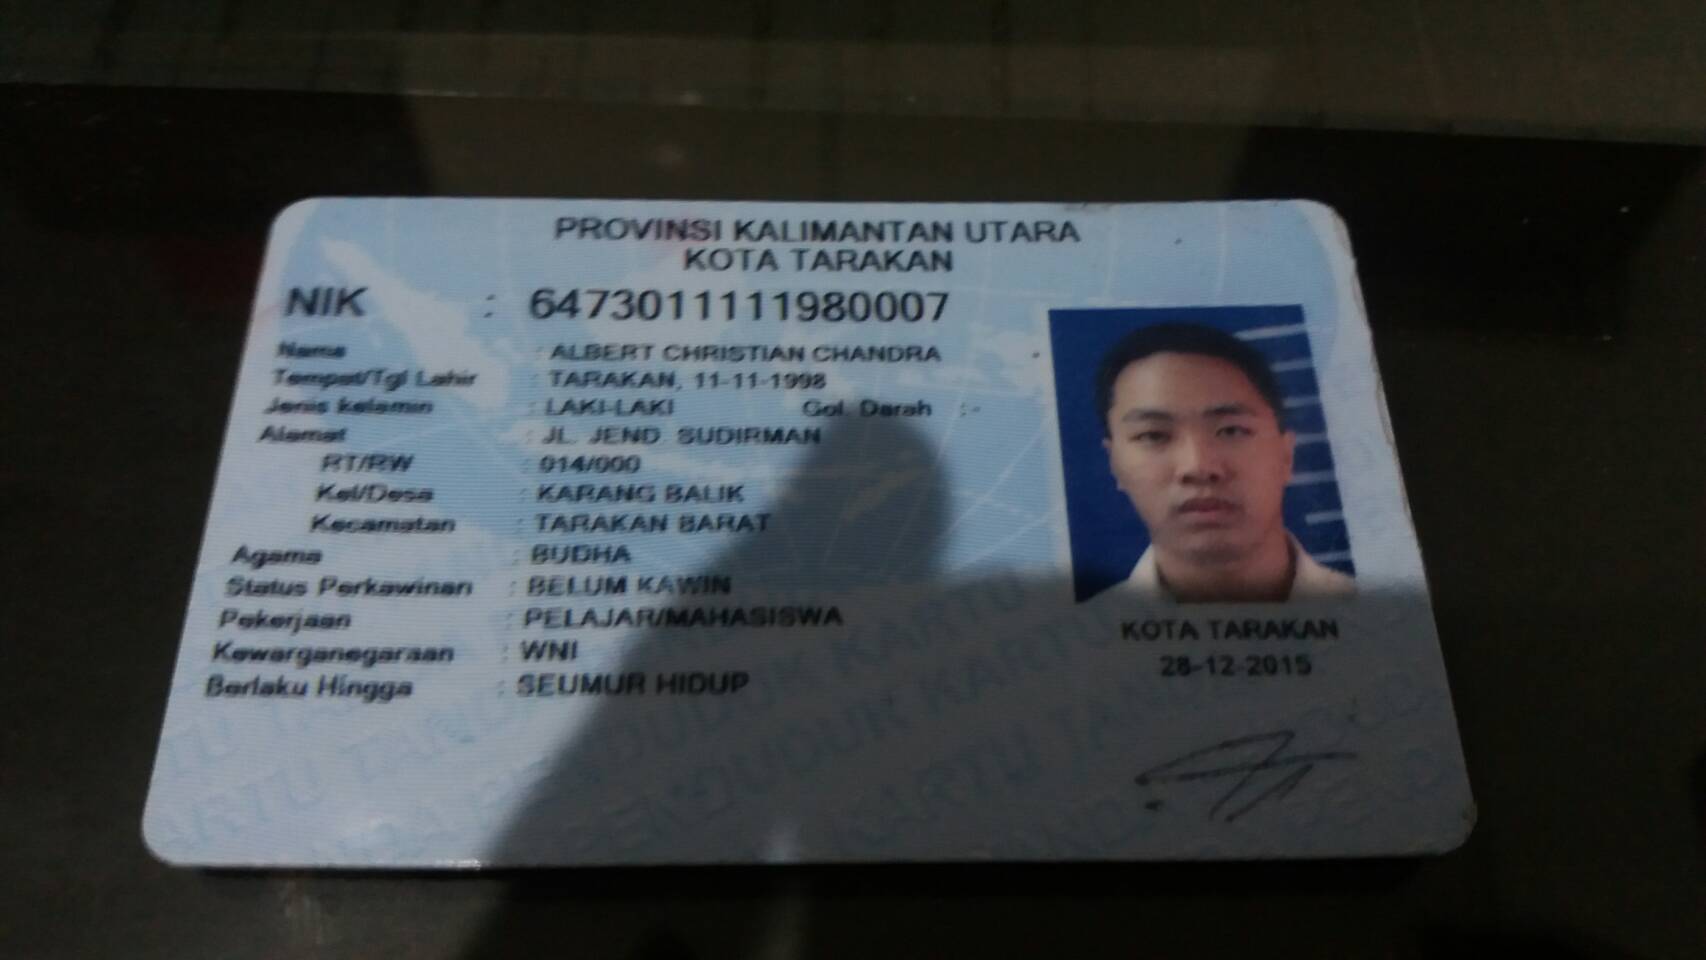 PROVINSI KALIMANTAN UTARA
KOTA TARAKAN
NIK : 6473011111980007
Nama : ALBERT CHRISTIAN CHANDRA
Tempat/Tgl Lahir : TARAKAN, 11-11-1998
Jenis kelamin : LAKI-LAKI Gol. Darah : -
Alamat : JL. JEND. SUDIRMAN
RT/RW : 014/000
Kel/Desa : KARANG BALIK
Kecamatan : TARAKAN BARAT
Agama : BUDHA
Status Perkawinan : BELUM KAWIN
Pekerjaan : PELAJAR/MAHASISWA
Kewarganegaraan : WNI
Berlaku Hingga : SEUMUR HIDUP
KOTA TARAKAN
28-12-2015